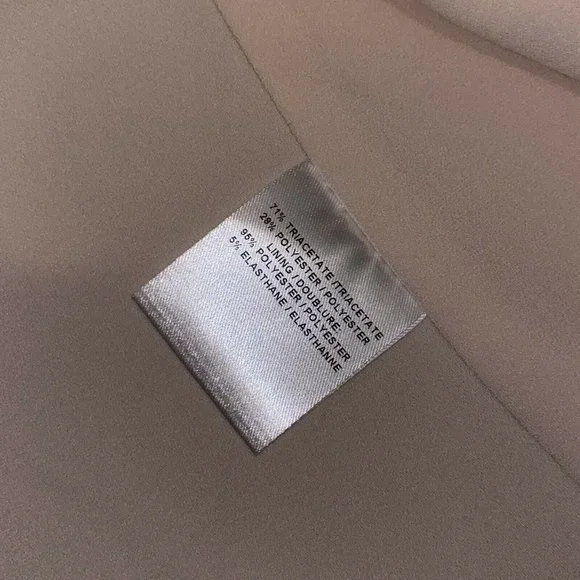 71% TRIACETATE /TRIACETATE
29% POLYESTER / POLYESTER
LINING / DOUBLURE:
95% POLYESTER / POLYESTER
5% ELASTHANE / ELASTHANNE